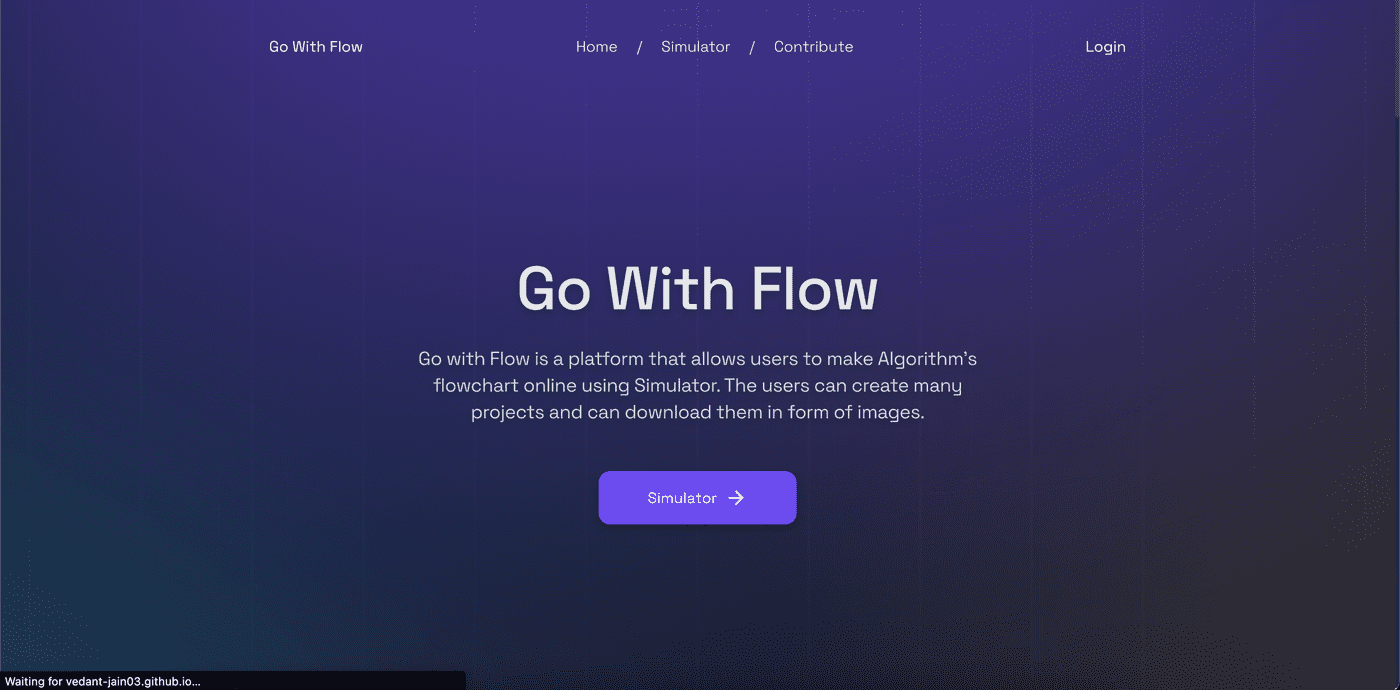 Go With Flow
Home / Simulator / Contribute
Login
Go With Flow
Go with Flow is a platform that allows users to make Algorithm's
flowchart online using Simulator. The users can create many
projects and can download them in form of images.
Simulator →
Waiting for vedant-jain03.github.io...